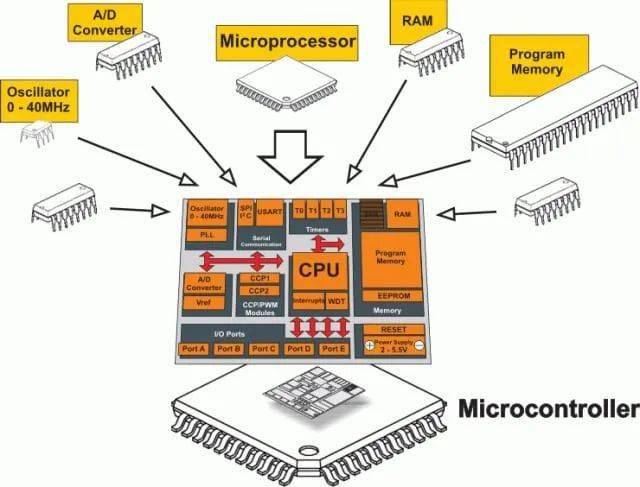 A/D
Converter
Microprocessor
RAM
Program
Memory
Oscillator
0 - 40MHz
Oscillator
0 - 40MHz
PLL
SPI
I²C
USART
Serial
Communication
T0
T1
T2
T3
Timers
RAM
Program
Memory
EEPROM
Memory
A/D
Converter
Vref
CCP1
CCP2
CCP/PWM
Modules
CPU
Interrupts
WDT
I/O Ports
Port A
Port B
Port C
Port D
Port E
RESET
Power Supply
2 - 5.5V
Microcontroller